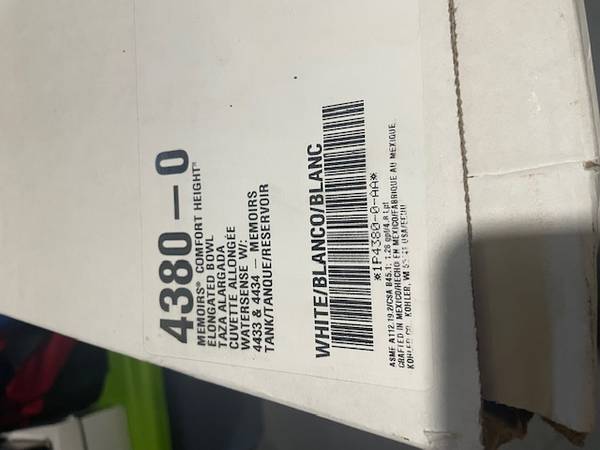 4380 — 0
MEMOIRS® COMFORT HEIGHT®
ELONGATED BOWL
TAZA ALARGADA
CUVETTE ALLONGÉE
WATERSENSE W/:
4433 & 4434 — MEMOIRS
TANK/TANQUE/RESERVOIR
WHITE/BLANCO/BLANC
*1P4380-0-AA*
ASME A112.19.2/CSA B45.1; 1.28 gpf/4.8 Lpf
CRAFTED IN MEXICO/HECHO EN MEXICO/FABRIQUE AU MEXIQUE
KOHLER CO. KOHLER, WI